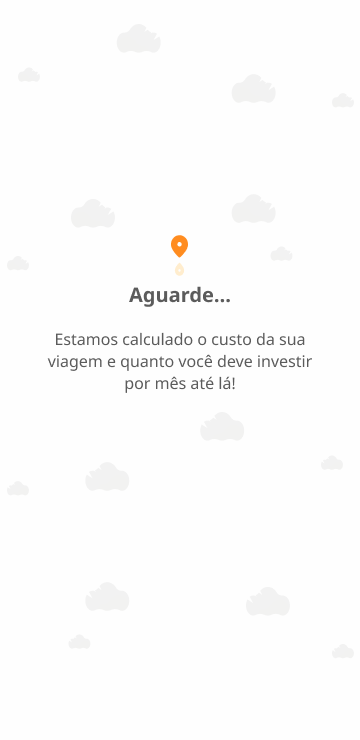 Aguarde...
Estamos calculado o custo da sua
viagem e quanto você deve investir
por mês até lá!